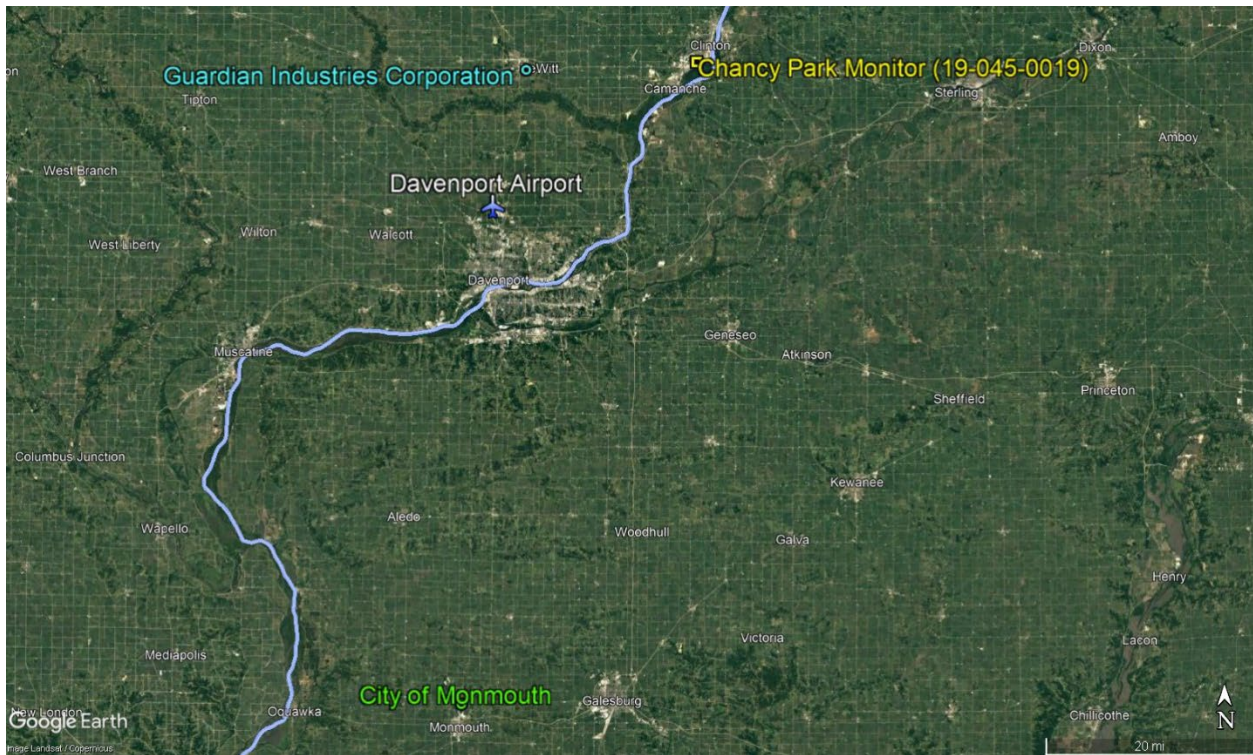 Clinton
Dixon
Guardian Industries Corporation
eWitt
Chancy Park Monitor (19-045-0019)
Camanche
Sterling
Tipton
Amboy
West Branch
Davenport Airport
Wilton
Walcott
West Liberty
Davenport
Geneseo
Muscatine
Atkinson
Princeton
Sheffield
Columbus Junction
Kewanee
Aledo
Wapello
Woodhull
Galva
Henry
Victoria
Lacon
Mediapolis
City of Monmouth
Galesburg
New London
Oquawka
Monmouth
Chillicothe
N
Google Earth
Image Landsat / Copernicus
20 mi